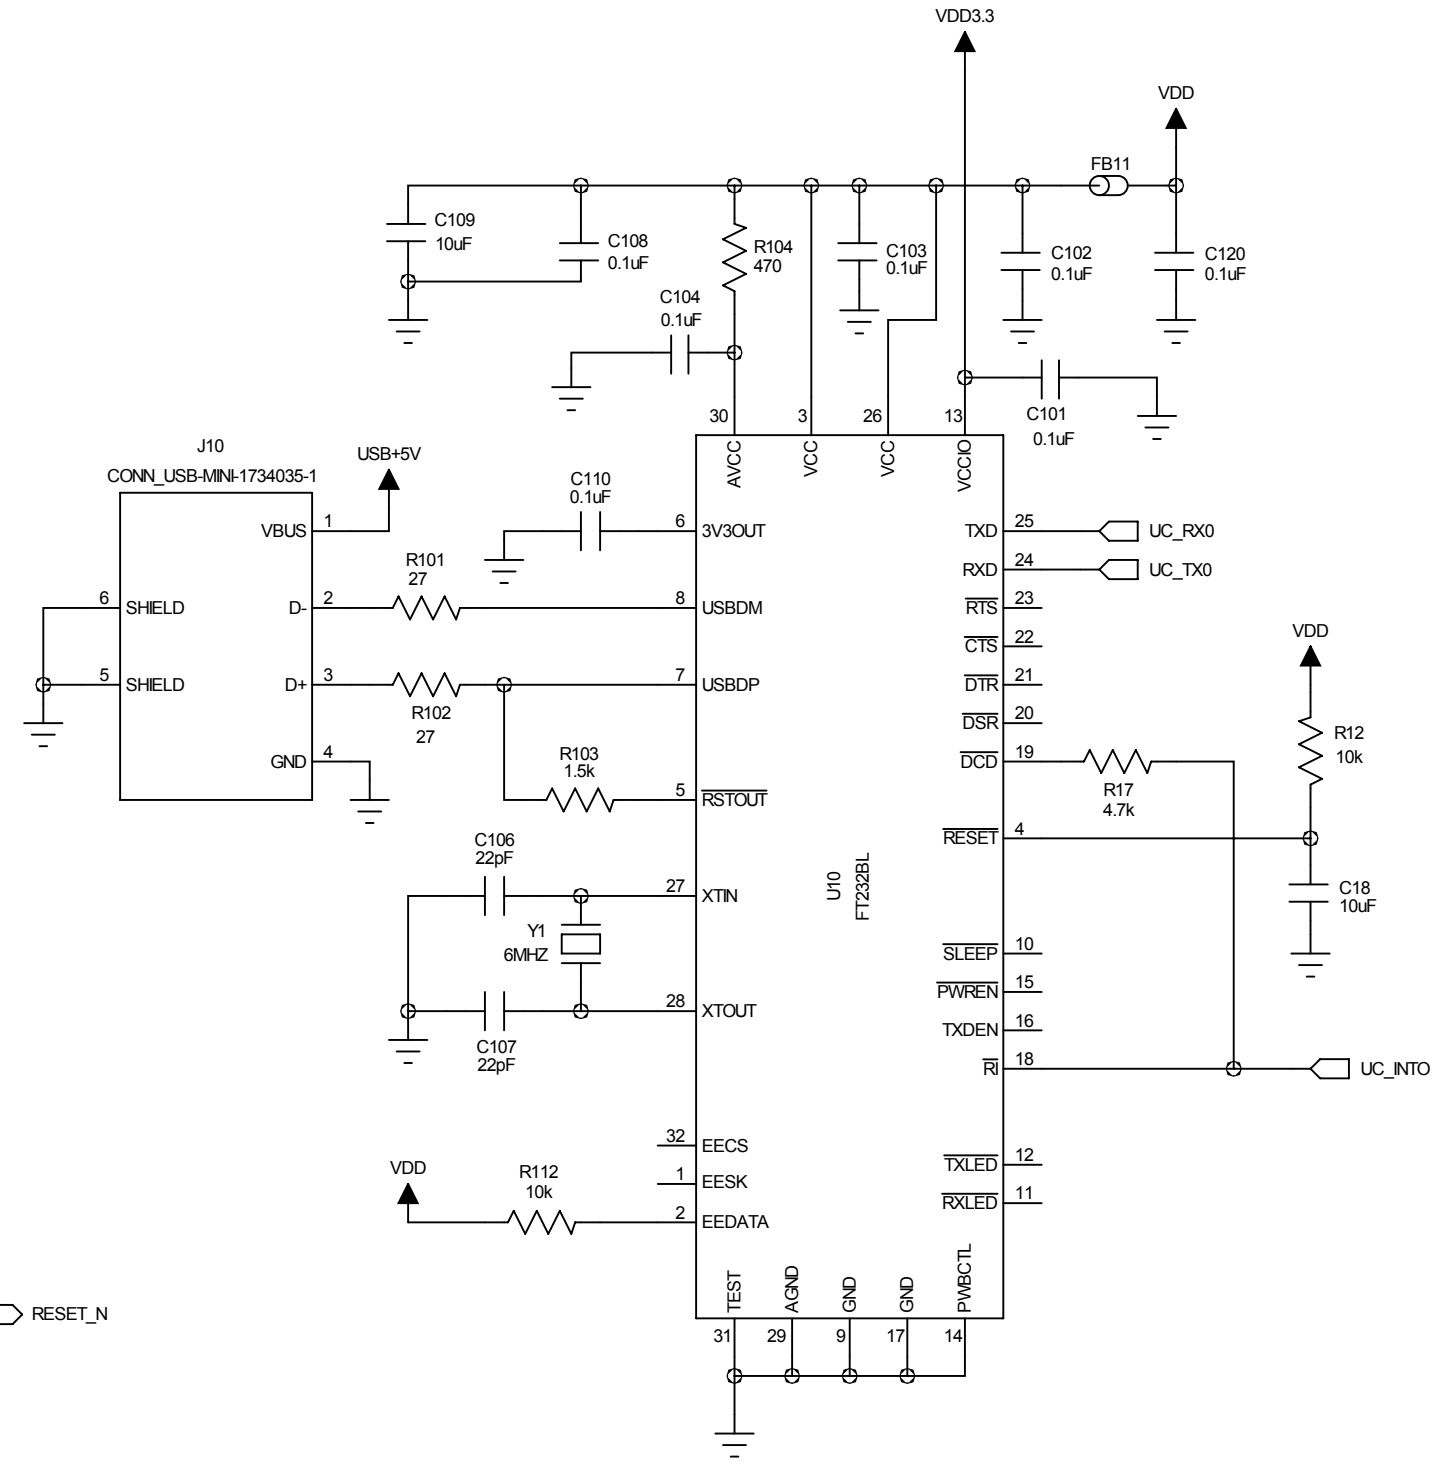 VDD3.3
VDD
FB11
C109
10uF
C108
0.1uF
R104
470
C103
0.1uF
C102
0.1uF
C120
0.1uF
C104
0.1uF
C101
0.1uF
30
3
26
13
AVCC
VCC
VCC
VCCIO
J10
CONN_USB-MINI-1734035-1
USB+5V
VBUS
1
6
SHIELD
D-
2
5
SHIELD
D+
3
GND
4
C110
0.1uF
R101
27
R102
27
R103
1.5k
C106
22pF
Y1
6MHZ
C107
22pF
VDD
R112
10k
6
3V3OUT
8
USBDM
7
USBDP
5
RSTOUT
27
XTIN
28
XTOUT
32
EECS
1
EESK
2
EEDATA
U10
FT232BL
TXD
25
UC_RX0
RXD
24
UC_TX0
RTS
23
CTS
22
DTR
21
DSR
20
DCD
19
R17
4.7k
RESET
4
VDD
R12
10k
C18
10uF
SLEEP
10
PWREN
15
TXDEN
16
RI
18
UC_INTO
TXLED
12
RXLED
11
TEST
AGND
GND
GND
PWBCTL
31
29
9
17
14
RESET_N